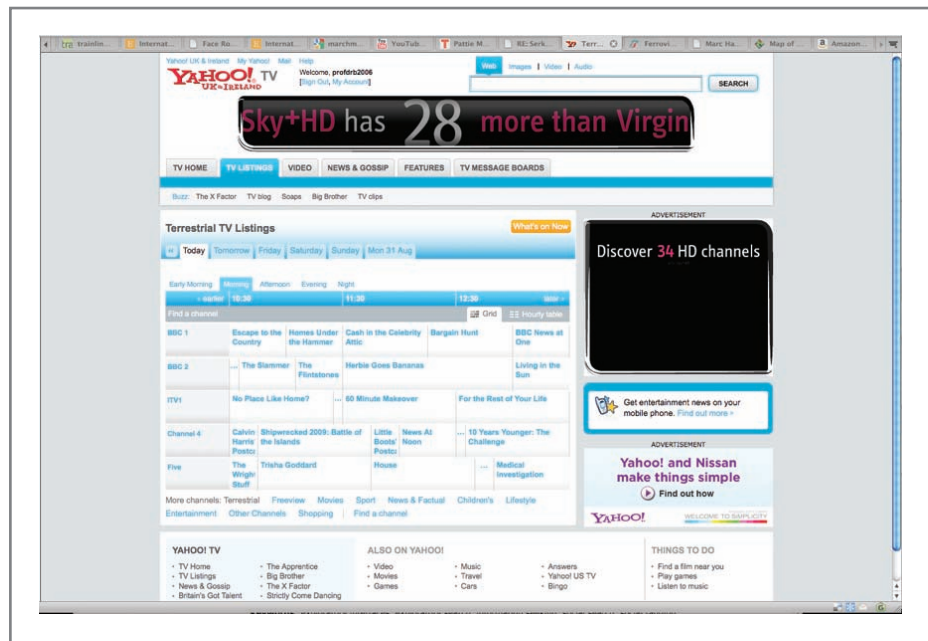 trainlin... Internat... Face Ro... Internat... marchm... YouTub... Pattie M... RE: Serk... Terr... Ferrovi... Marc Ha... Map of ... Amazon...
Yahoo! UK & Ireland My Yahoo! Mail Help
YAHOO! TV
UK & IRELAND
Welcome, profdrb2006
[Sign Out, My Account]
Web Images Video Audio
SEARCH
Sky+HD has 28 more than Virgin
TV HOME TV LISTINGS VIDEO NEWS & GOSSIP FEATURES TV MESSAGE BOARDS
Buzz: The X Factor TV blog Soaps Big Brother TV clips
Terrestrial TV Listings What's on Now
Today Tomorrow Friday Saturday Sunday Mon 31 Aug
Early Morning Morning Afternoon Evening Night
‹ earlier 10:30 11:30 12:30 later ›
Find a channel Grid Hourly table
BBC 1 Escape to the Homes Under Cash in the Celebrity Bargain Hunt BBC News at
Country the Hammer Attic One
BBC 2 ... The Slammer The Herbie Goes Bananas Living in the
Flintstones Sun
ITV1 No Place Like Home? ... 60 Minute Makeover For the Rest of Your Life
Channel 4 Calvin Shipwrecked 2009: Battle of Little News At ... 10 Years Younger: The
Harris the Islands Boots' Noon Challenge
Postco Postco
Five The Trisha Goddard House ... Medical
Wright Investigation
Stuff
More channels: Terrestrial Freeview Movies Sport News & Factual Children's Lifestyle
Entertainment Other Channels Shopping Find a channel
ADVERTISEMENT
Discover 34 HD channels
Get entertainment news on your
mobile phone. Find out more ›
ADVERTISEMENT
Yahoo! and Nissan
make things simple
Find out how
YAHOO! WELCOME TO SIMPLICITY
YAHOO! TV
· TV Home
· TV Listings
· News & Gossip
· Britain's Got Talent
· The Apprentice
· Big Brother
· The X Factor
· Strictly Come Dancing
ALSO ON YAHOO!
· Video
· Movies
· Games
· Music
· Travel
· Cars
· Answers
· Yahoo! US TV
· Bingo
THINGS TO DO
· Find a film near you
· Play games
· Listen to music